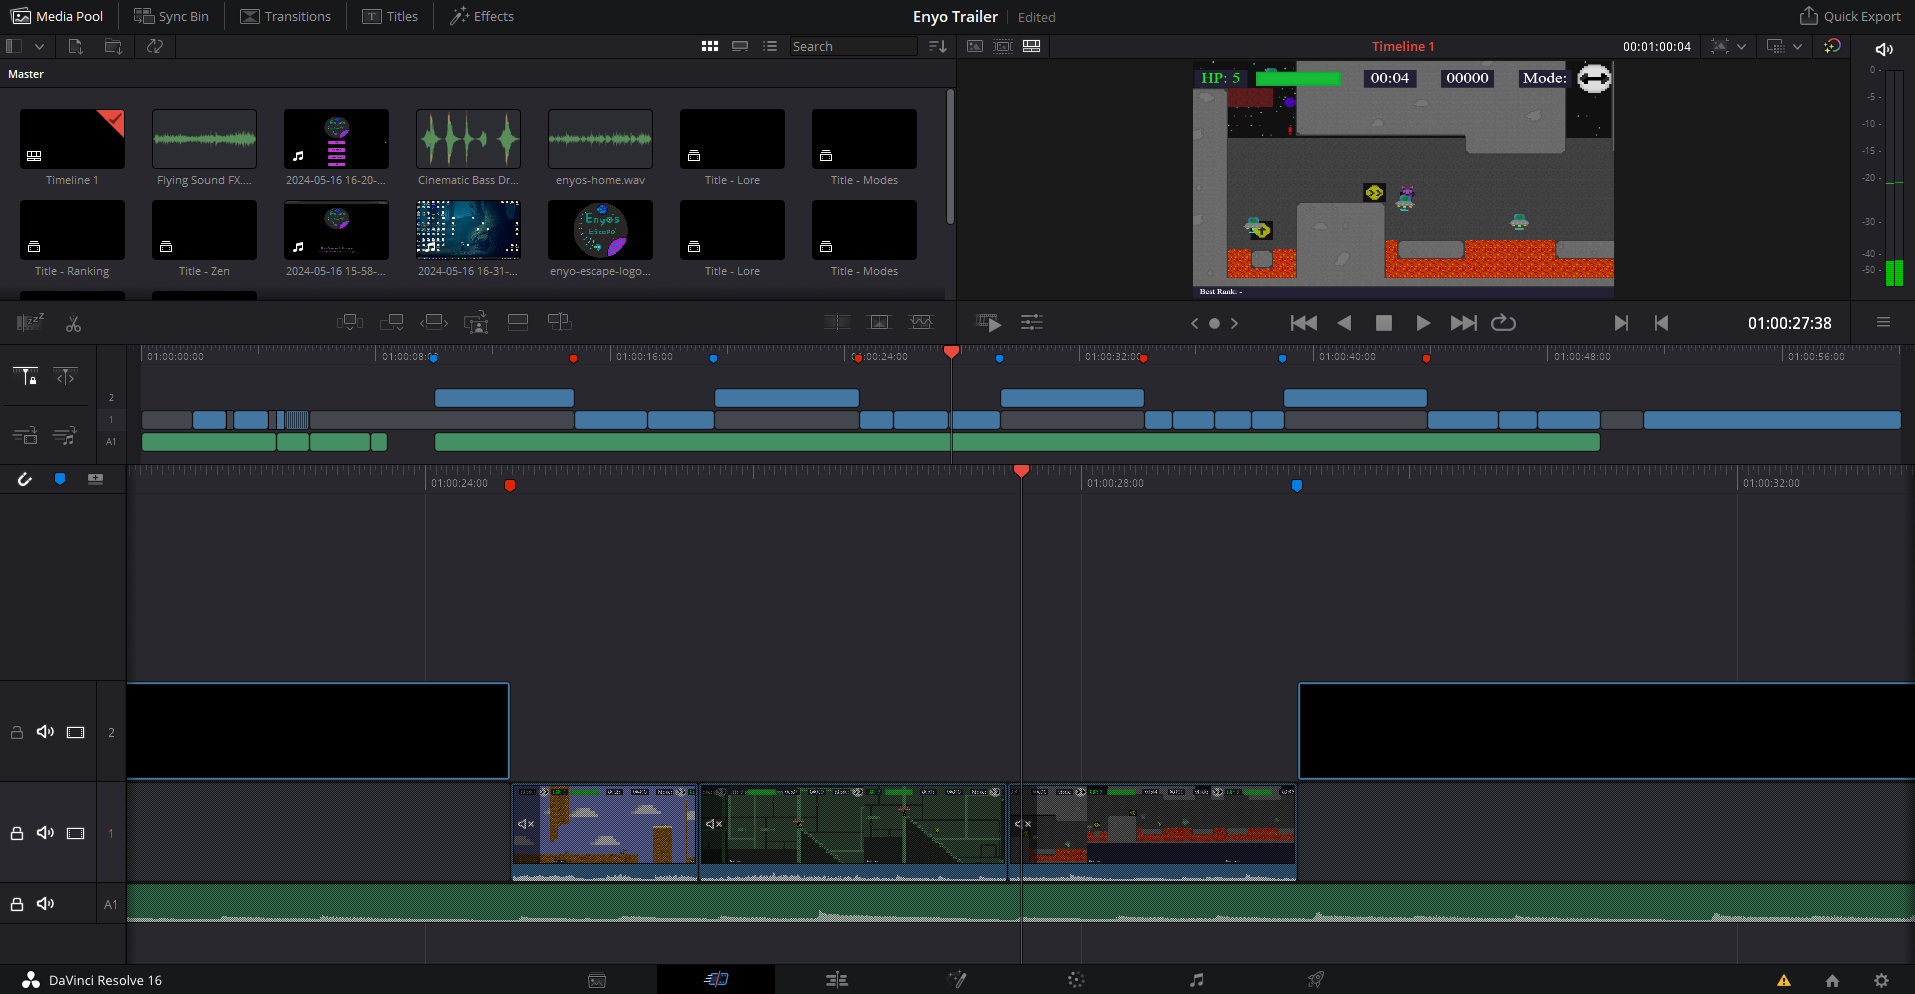 Media Pool
Sync Bin
Transitions
Titles
Effects
Enyo Trailer
Edited
Quick Export
Search
Timeline 1
00:01:00:04
Master
Timeline 1
Flying Sound FX....
2024-05-16 16-20-...
Cinematic Bass Dr...
enyos-home.wav
Title - Lore
Title - Modes
Title - Ranking
Title - Zen
2024-05-16 15-58-...
2024-05-16 16-31-...
enyo-escape-logo...
Title - Lore
Title - Modes
Enyos
Escape
HP: 5
00:04
00000
Mode:
Best Rank: -
0 -
-5 -
-10 -
-15 -
-20 -
-30 -
-40 -
-50 -
01:00:27:38
01:00:00:00
01:00:08:00
01:00:16:00
01:00:24:00
01:00:32:00
01:00:40:00
01:00:48:00
01:00:56:00
2
1
A1
01:00:24:00
01:00:28:00
01:00:32:00
2
1
A1
DaVinci Resolve 16